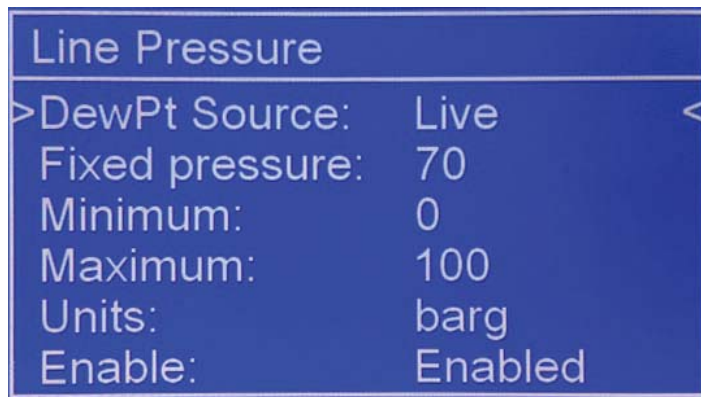 Line Pressure
>DewPt Source: Live <
Fixed pressure: 70
Minimum: 0
Maximum: 100
Units: barg
Enable: Enabled